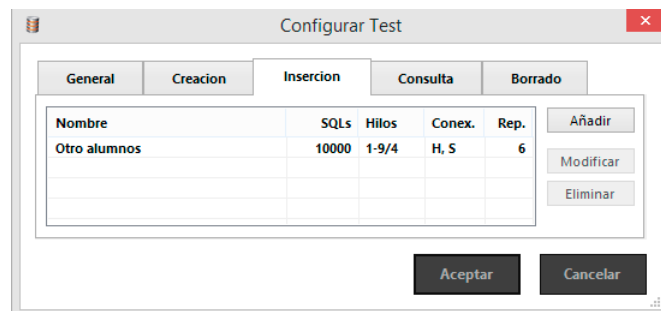 Configurar Test
General Creacion Insercion Consulta Borrado
Nombre SQLs Hilos Conex. Rep. Añadir
Otro alumnos 10000 1-9/4 H, S 6
Modificar
Eliminar
Aceptar Cancelar